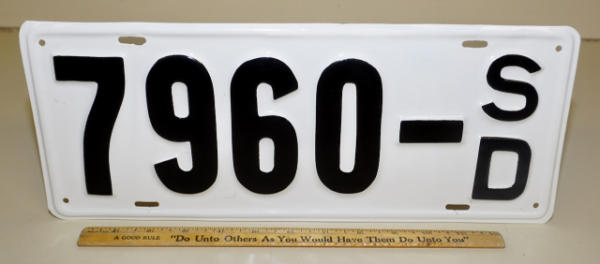 7960-SD
A GOOD RULE "Do Unto Others As You Would Have Them Do Unto You"